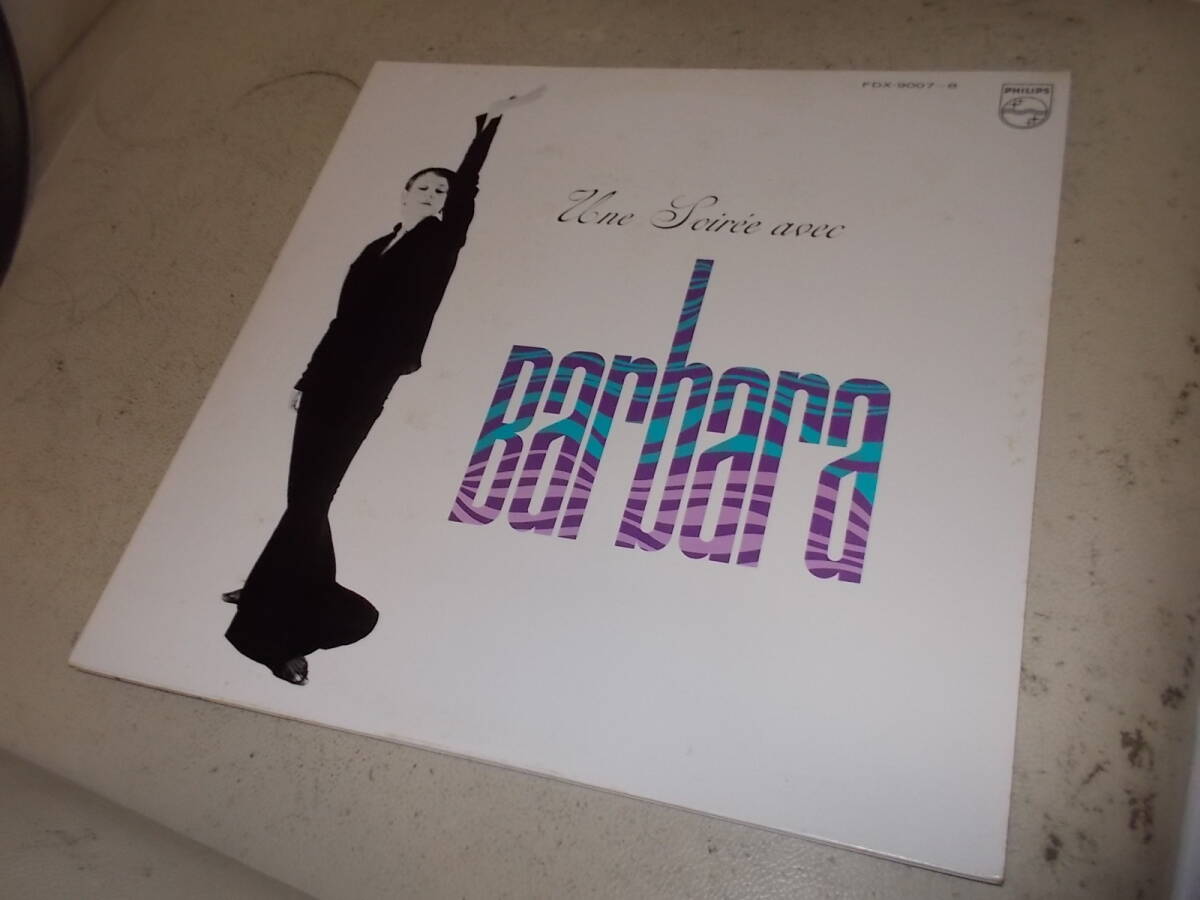 FDX-9007~8
PHILIPS
Une Soirée avec
Barbara